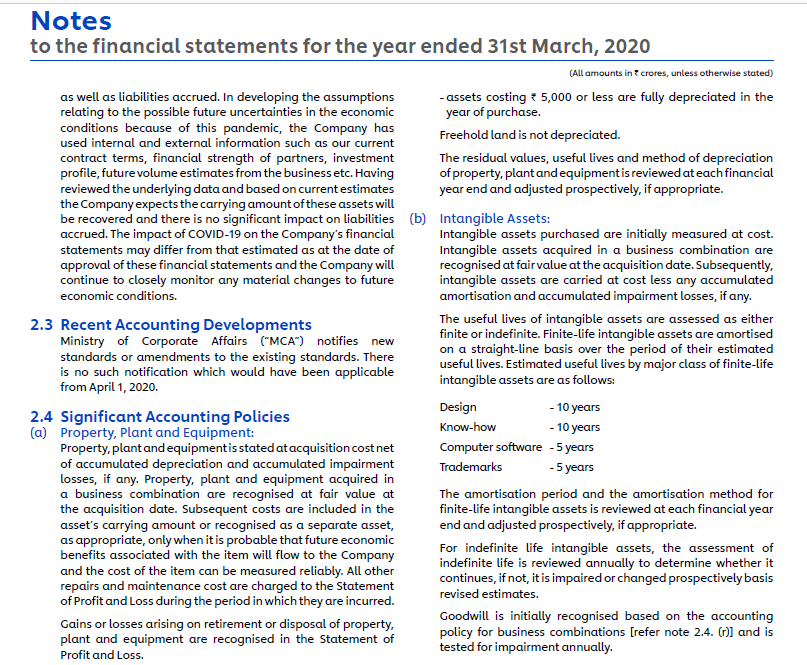 Notes
to the financial statements for the year ended 31st March, 2020
(All amounts in ₹ crores, unless otherwise stated)
as well as liabilities accrued. In developing the assumptions
relating to the possible future uncertainties in the economic
conditions because of this pandemic, the Company has
used internal and external information such as our current
contract terms, financial strength of partners, investment
profile, future volume estimates from the business etc. Having
reviewed the underlying data and based on current estimates
the Company expects the carrying amount of these assets will
be recovered and there is no significant impact on liabilities
accrued. The impact of COVID-19 on the Company's financial
statements may differ from that estimated as at the date of
approval of these financial statements and the Company will
continue to closely monitor any material changes to future
economic conditions.
2.3 Recent Accounting Developments
Ministry of Corporate Affairs ("MCA") notifies new
standards or amendments to the existing standards. There
is no such notification which would have been applicable
from April 1, 2020.
2.4 Significant Accounting Policies
(a) Property, Plant and Equipment:
Property, plant and equipment is stated at acquisition cost net
of accumulated depreciation and accumulated impairment
losses, if any. Property, plant and equipment acquired in
a business combination are recognised at fair value at
the acquisition date. Subsequent costs are included in the
asset's carrying amount or recognised as a separate asset,
as appropriate, only when it is probable that future economic
benefits associated with the item will flow to the Company
and the cost of the item can be measured reliably. All other
repairs and maintenance cost are charged to the Statement
of Profit and Loss during the period in which they are incurred.
Gains or losses arising on retirement or disposal of property,
plant and equipment are recognised in the Statement of
Profit and Loss.
- assets costing ₹ 5,000 or less are fully depreciated in the
year of purchase.
Freehold land is not depreciated.
The residual values, useful lives and method of depreciation
of property, plant and equipment is reviewed at each financial
year end and adjusted prospectively, if appropriate.
(b) Intangible Assets:
Intangible assets purchased are initially measured at cost.
Intangible assets acquired in a business combination are
recognised at fair value at the acquisition date. Subsequently,
intangible assets are carried at cost less any accumulated
amortisation and accumulated impairment losses, if any.
The useful lives of intangible assets are assessed as either
finite or indefinite. Finite-life intangible assets are amortised
on a straight-line basis over the period of their estimated
useful lives. Estimated useful lives by major class of finite-life
intangible assets are as follows:
Design - 10 years
Know-how - 10 years
Computer software - 5 years
Trademarks - 5 years
The amortisation period and the amortisation method for
finite-life intangible assets is reviewed at each financial year
end and adjusted prospectively, if appropriate.
For indefinite life intangible assets, the assessment of
indefinite life is reviewed annually to determine whether it
continues, if not, it is impaired or changed prospectively basis
revised estimates.
Goodwill is initially recognised based on the accounting
policy for business combinations [refer note 2.4. (r)] and is
tested for impairment annually.